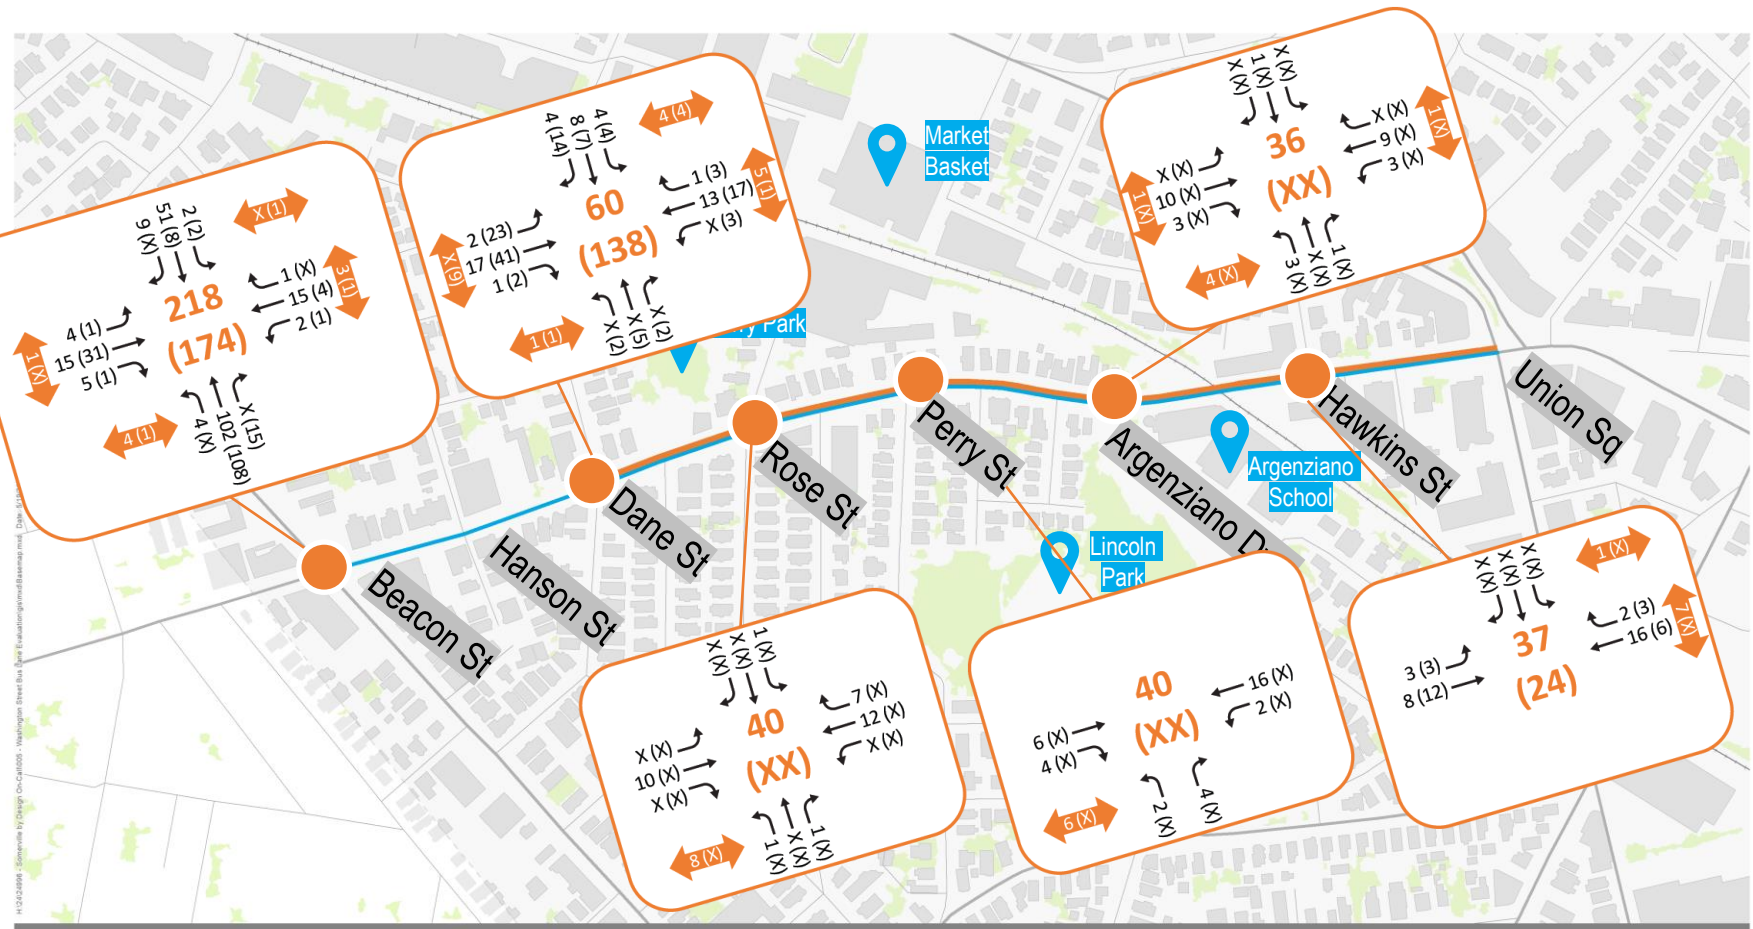 X (1)
9 (X)
51 (8)
2 (2)
218
(174)
1 (X)
15 (4)
2 (1)
3 (1)
4 (1)
15 (31)
5 (1)
1 (X)
4 (1)
4 (X)
102 (108)
X (15)
4 (4)
4 (14)
8 (7)
4 (4)
60
(138)
1 (3)
13 (17)
X (3)
5 (1)
2 (23)
17 (41)
1 (2)
X (9)
1 (1)
X (2)
X (5)
X (2)
Market
Basket
Park
X (X)
1 (X)
X (X)
36
(XX)
X (X)
9 (X)
3 (X)
1 (X)
X (X)
10 (X)
3 (X)
1 (X)
4 (X)
3 (X)
X (X)
1 (X)
Beacon St
Hanson St
Dane St
Rose St
Perry St
Argenziano
Hawkins St
Union Sq
Argenziano
School
Lincoln
Park
X (X)
X (X)
1 (X)
40
(XX)
7 (X)
12 (X)
X (X)
X (X)
10 (X)
X (X)
8 (X)
1 (X)
X (X)
1 (X)
40
(XX)
16 (X)
2 (X)
6 (X)
4 (X)
6 (X)
2 (X)
4 (X)
1 (X)
X (X)
X (X)
X (X)
37
(24)
2 (3)
16 (6)
7 (X)
3 (3)
8 (12)